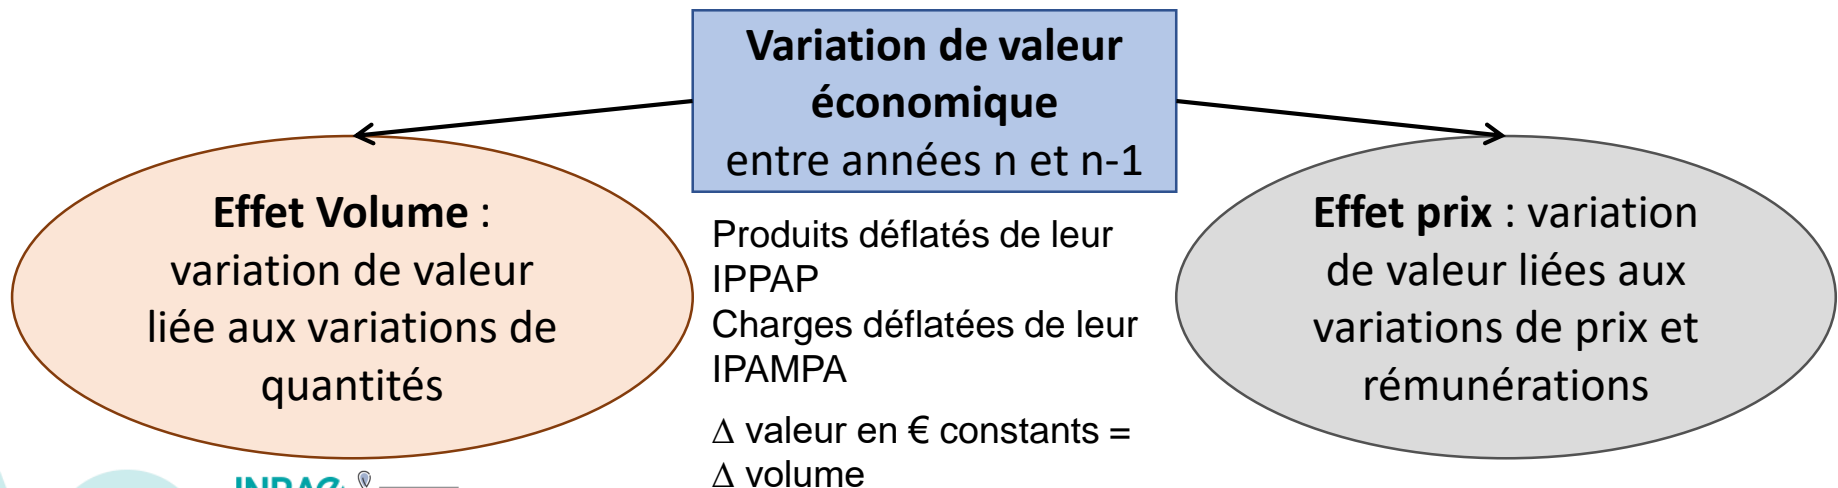 Variation de valeur
économique
entre années n et n-1
Effet Volume :
variation de valeur
liée aux variations de
quantités
Produits déflatés de leur
IPPAP
Charges déflatées de leur
IPAMPA
∆ valeur en € constants =
∆ volume
Effet prix : variation
de valeur liées aux
variations de prix et
rémunérations
INRAE